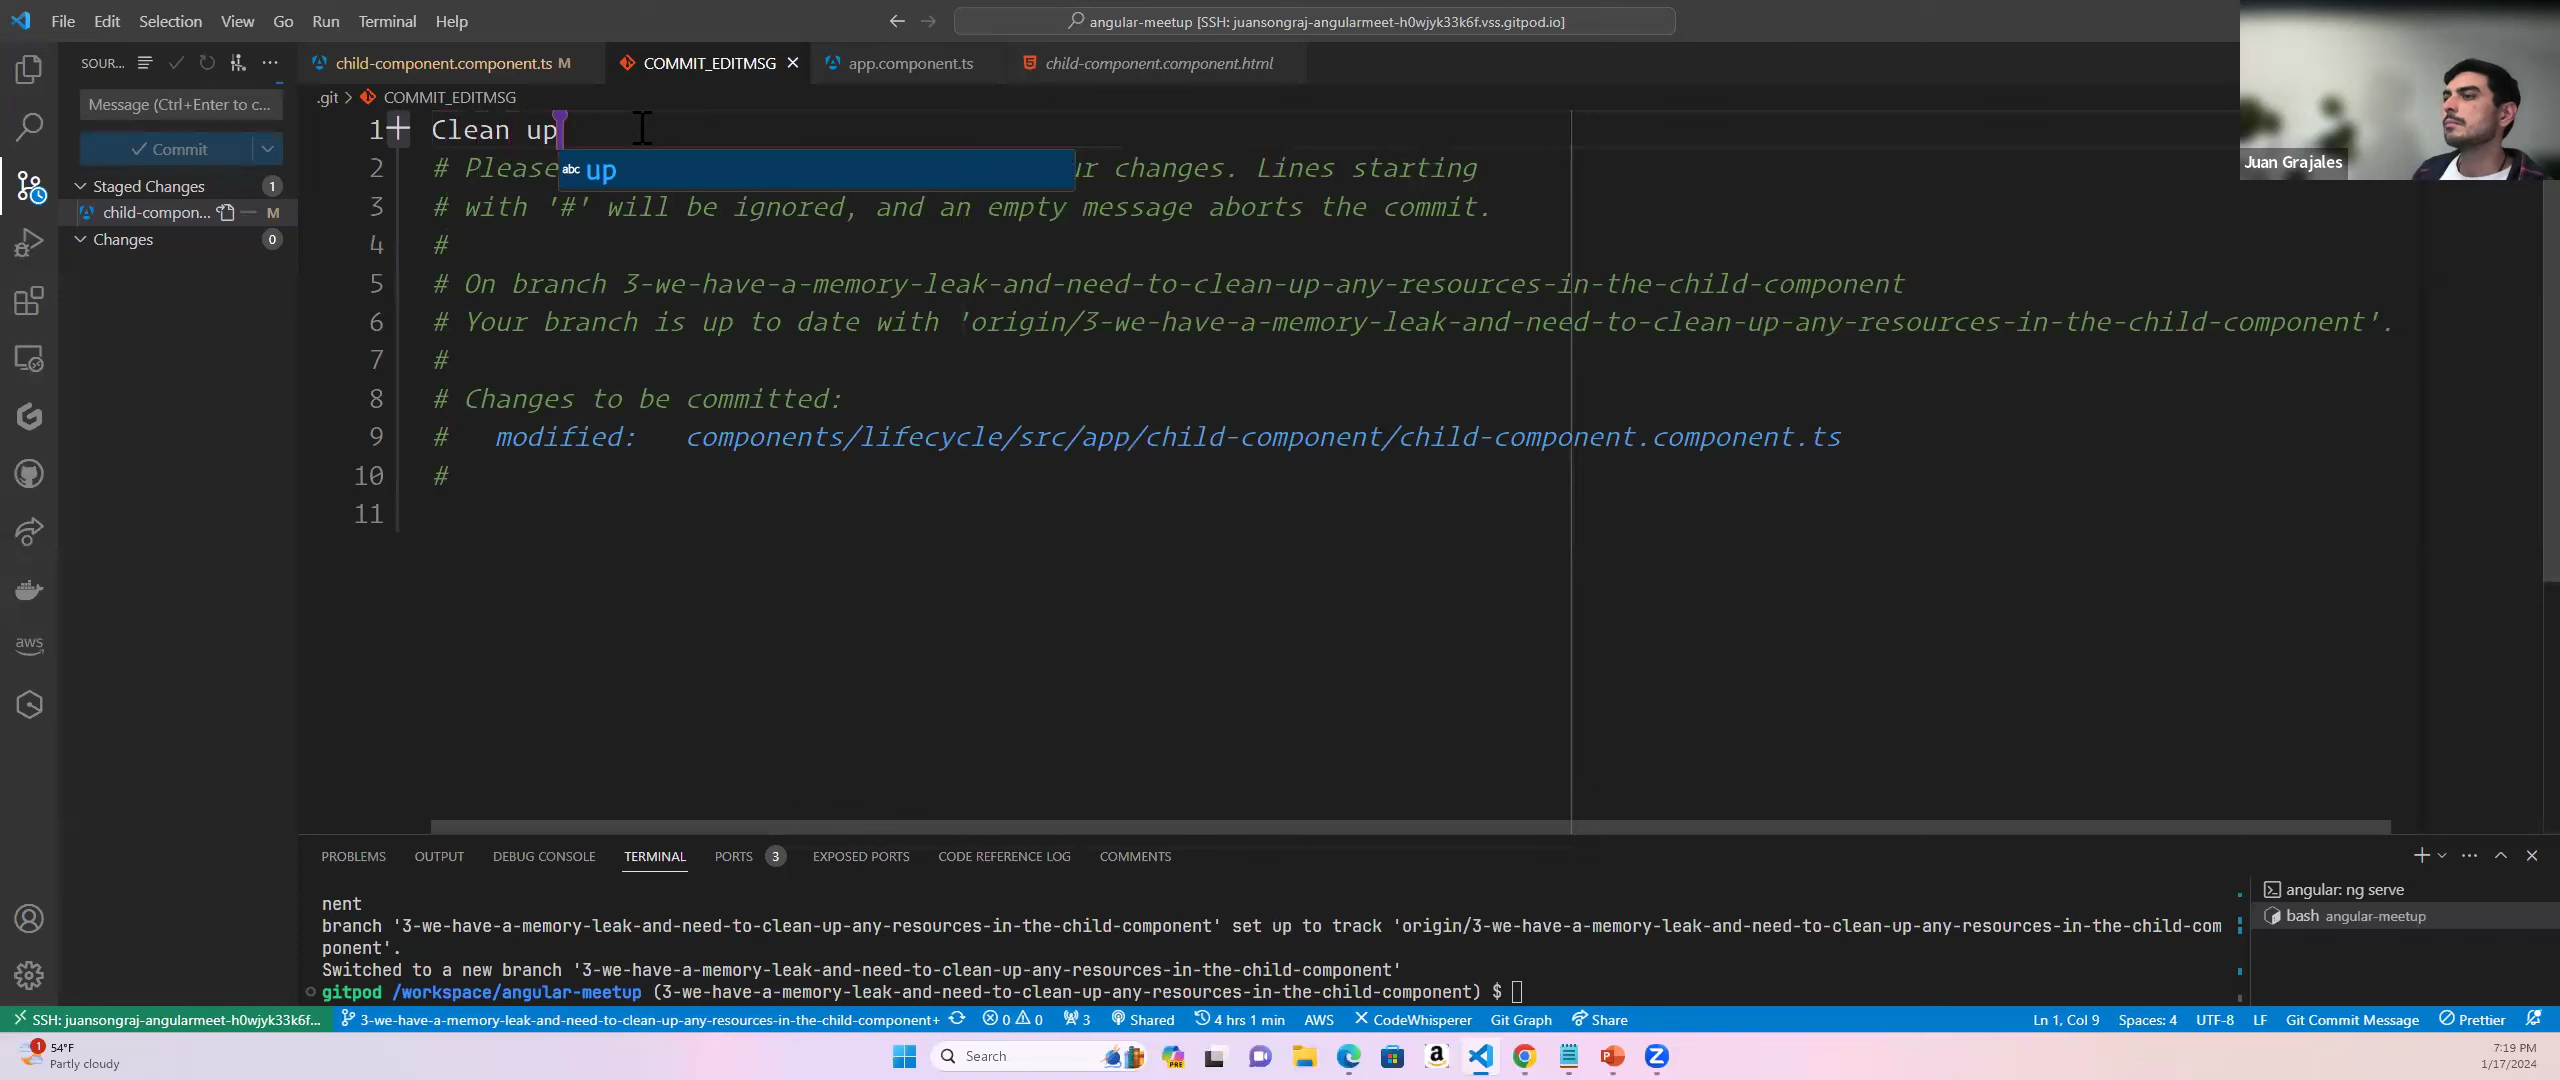 File Edit Selection View Go Run Terminal Help
angular-meetup [SSH: juansongraj-angularmeet-h0wjyk33k6f.vss.gitpod.io]
SOUR...
child-component.component.ts M
COMMIT_EDITMSG
app.component.ts
child-component.component.html
Juan Grajales
.git > COMMIT_EDITMSG
Message (Ctrl+Enter to c...
Commit
Staged Changes 1
child-compon... M
Changes 0
aws
1 Clean up
abc up
2 # Please ur changes. Lines starting
3 # with '#' will be ignored, and an empty message aborts the commit.
4 #
5 # On branch 3-we-have-a-memory-leak-and-need-to-clean-up-any-resources-in-the-child-component
6 # Your branch is up to date with 'origin/3-we-have-a-memory-leak-and-need-to-clean-up-any-resources-in-the-child-component'.
7 #
8 # Changes to be committed:
9 # modified: components/lifecycle/src/app/child-component/child-component.component.ts
10 #
11
PROBLEMS OUTPUT DEBUG CONSOLE TERMINAL PORTS 3 EXPOSED PORTS CODE REFERENCE LOG COMMENTS
nent
branch '3-we-have-a-memory-leak-and-need-to-clean-up-any-resources-in-the-child-component' set up to track 'origin/3-we-have-a-memory-leak-and-need-to-clean-up-any-resources-in-the-child-com
ponent'.
Switched to a new branch '3-we-have-a-memory-leak-and-need-to-clean-up-any-resources-in-the-child-component'
gitpod /workspace/angular-meetup (3-we-have-a-memory-leak-and-need-to-clean-up-any-resources-in-the-child-component) $
angular: ng serve
bash angular-meetup
SSH: juansongraj-angularmeet-h0wjyk33k6f... 3-we-have-a-memory-leak-and-need-to-clean-up-any-resources-in-the-child-component+ 0 0 3 Shared 4 hrs 1 min AWS CodeWhisperer Git Graph Share Ln 1, Col 9 Spaces: 4 UTF-8 LF Git Commit Message Prettier
1
54°F
Partly cloudy
Search
PRE
7:19 PM
1/17/2024